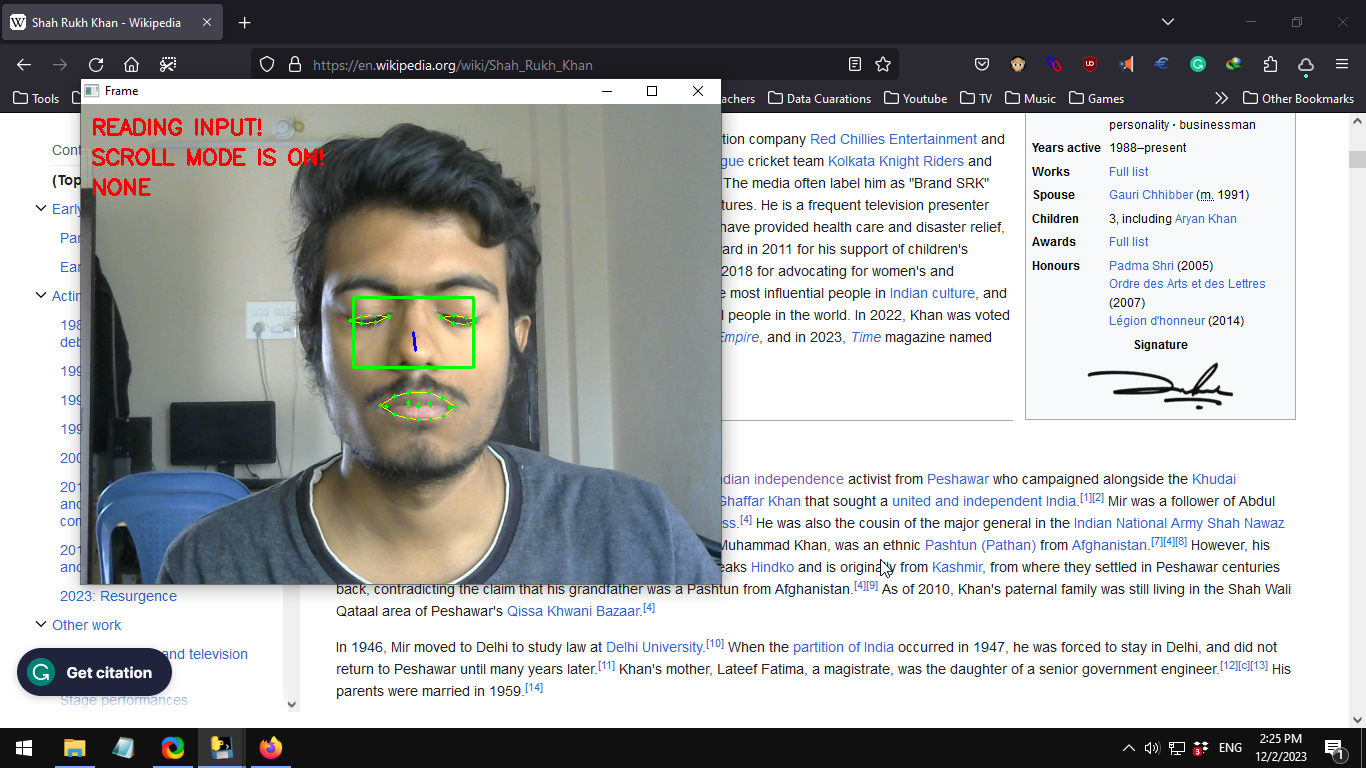 Shah Rukh Khan - Wikipedia
https://en.wikipedia.org/wiki/Shah_Rukh_Khan
Tools
achers
Data Cuarations
Youtube
TV
Music
Games
Other Bookmarks
Frame
READING INPUT!
SCROLL MODE IS ON!
NONE
Cont
(Top
Early
Par
Ear
Actin
198
deb
199
199
199
200
201
and
con
201
and
2023: Resurgence
Other work
and television
Stage performances
Get citation
tion company Red Chillies Entertainment and
gue cricket team Kolkata Knight Riders and
The media often label him as "Brand SRK"
tures. He is a frequent television presenter
have provided health care and disaster relief,
ard in 2011 for his support of children's
2018 for advocating for women's and
e most influential people in Indian culture, and
l people in the world. In 2022, Khan was voted
Empire, and in 2023, Time magazine named
personality · businessman
Years active 1988–present
Works Full list
Spouse Gauri Chhibber (m. 1991)
Children 3, including Aryan Khan
Awards Full list
Honours Padma Shri (2005)
Ordre des Arts et des Lettres
(2007)
Légion d'honneur (2014)
Signature
dian independence activist from Peshawar who campaigned alongside the Khudai
Ghaffar Khan that sought a united and independent India.[1][2] Mir was a follower of Abdul
ss.[4] He was also the cousin of the major general in the Indian National Army Shah Nawaz
Muhammad Khan, was an ethnic Pashtun (Pathan) from Afghanistan.[7][4][8] However, his
eaks Hindko and is originally from Kashmir, from where they settled in Peshawar centuries
back, contradicting the claim that his grandfather was a Pashtun from Afghanistan.[4][9] As of 2010, Khan's paternal family was still living in the Shah Wali
Qataal area of Peshawar's Qissa Khwani Bazaar.[4]
In 1946, Mir moved to Delhi to study law at Delhi University.[10] When the partition of India occurred in 1947, he was forced to stay in Delhi, and did not
return to Peshawar until many years later.[11] Khan's mother, Lateef Fatima, a magistrate, was the daughter of a senior government engineer.[12][c][13] His
parents were married in 1959.[14]
ENG
2:25 PM
12/2/2023